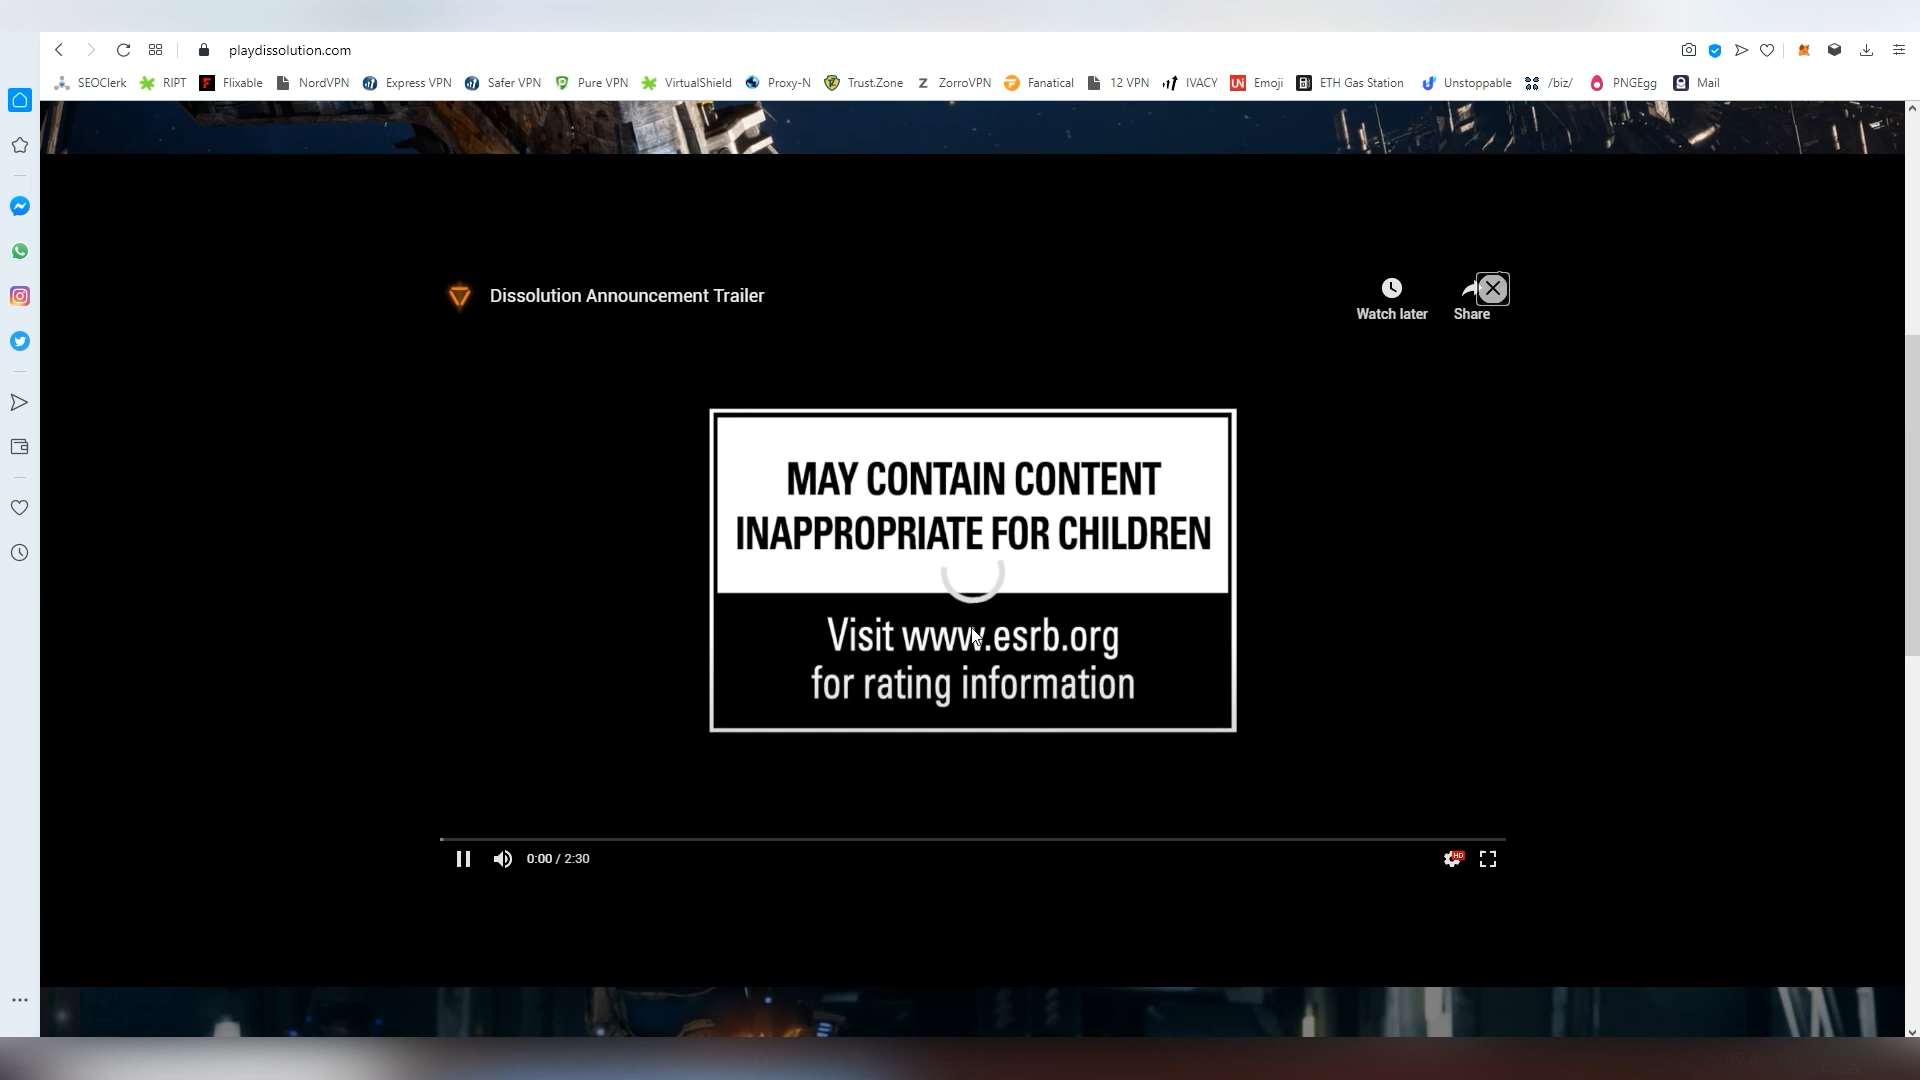 playdissolution.com
SEOClerk RIPT Flixable NordVPN Express VPN Safer VPN Pure VPN VirtualShield Proxy-N Trust.Zone Z ZorroVPN Fanatical 12 VPN IVACY UN Emoji ETH Gas Station Unstoppable /biz/ PNGEgg Mail
Dissolution Announcement Trailer
Watch later Share
MAY CONTAIN CONTENT
INAPPROPRIATE FOR CHILDREN
Visit www.esrb.org
for rating information
0:00 / 2:30
HD